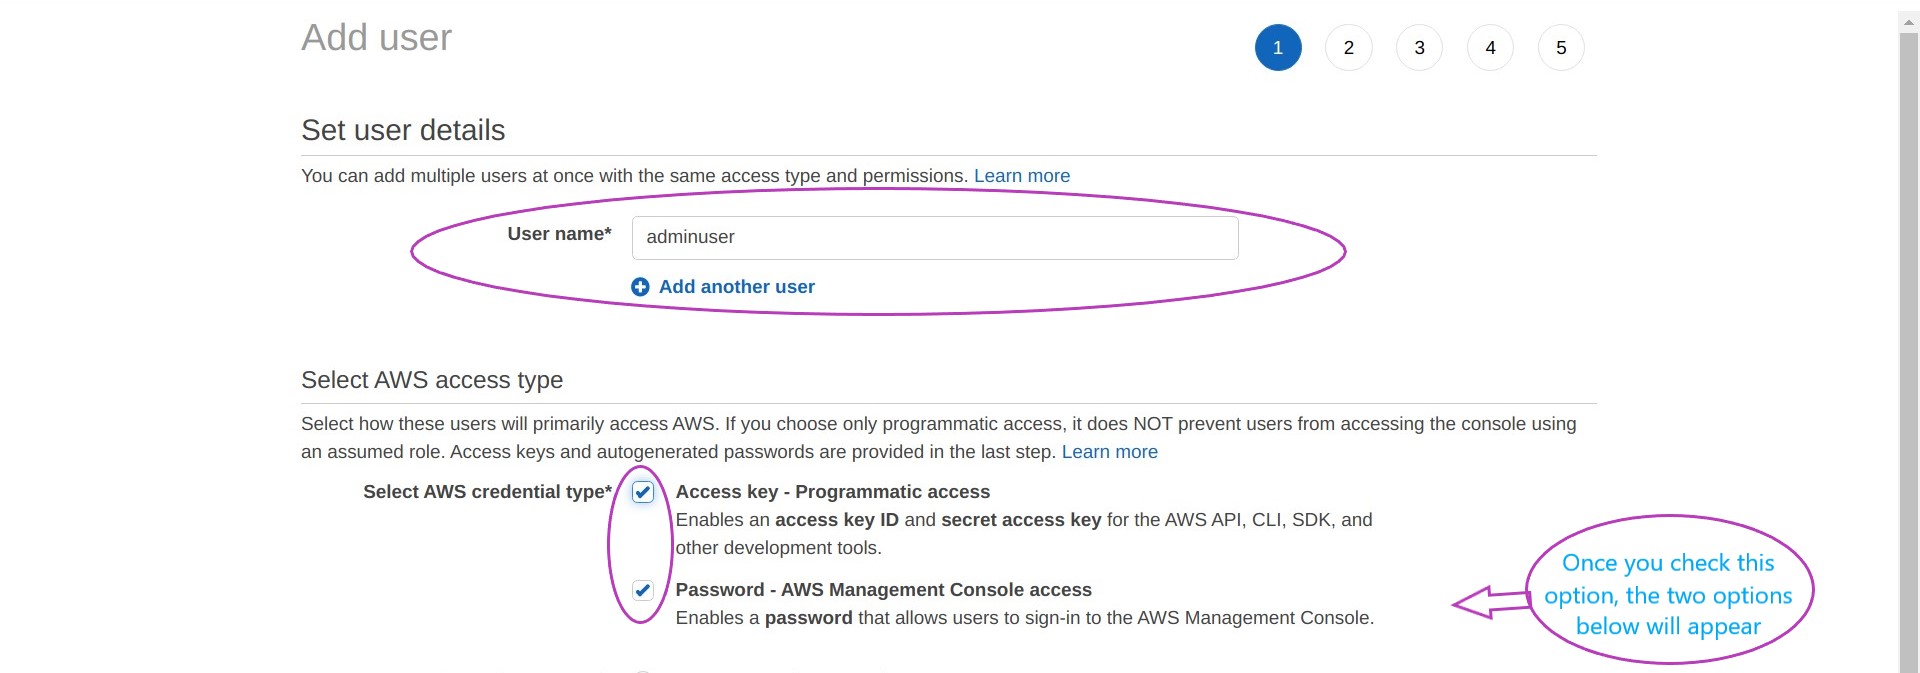 Add user
1 2 3 4 5
Set user details
You can add multiple users at once with the same access type and permissions. Learn more
User name* adminuser
Add another user
Select AWS access type
Select how these users will primarily access AWS. If you choose only programmatic access, it does NOT prevent users from accessing the console using
an assumed role. Access keys and autogenerated passwords are provided in the last step. Learn more
Select AWS credential type* Access key - Programmatic access
Enables an access key ID and secret access key for the AWS API, CLI, SDK, and
other development tools.
Password - AWS Management Console access
Enables a password that allows users to sign-in to the AWS Management Console.
Once you check this
option, the two options
below will appear